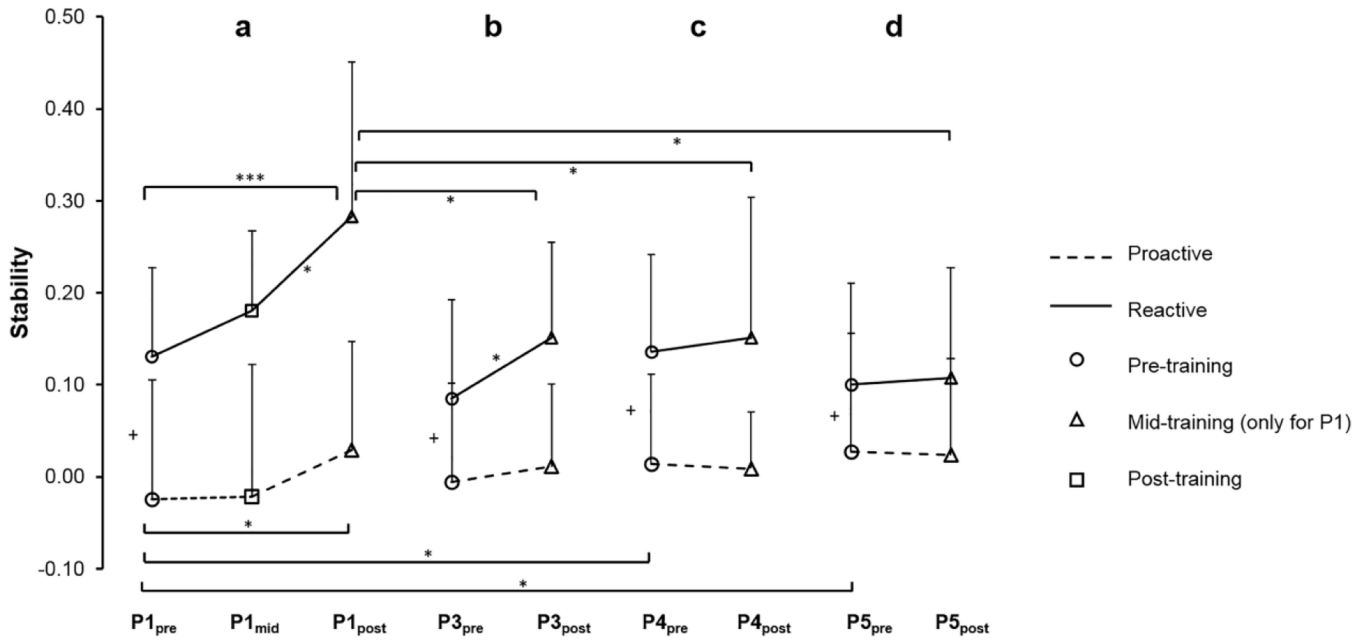 0.50
0.40
0.30
0.20
0.10
0.00
-0.10
Stability
a b c d
*
*
*** *
*
*
+ + + +
*
*
*
P1pre P1mid P1post P3pre P3post P4pre P4post P5pre P5post
Proactive
Reactive
Pre-training
Mid-training (only for P1)
Post-training